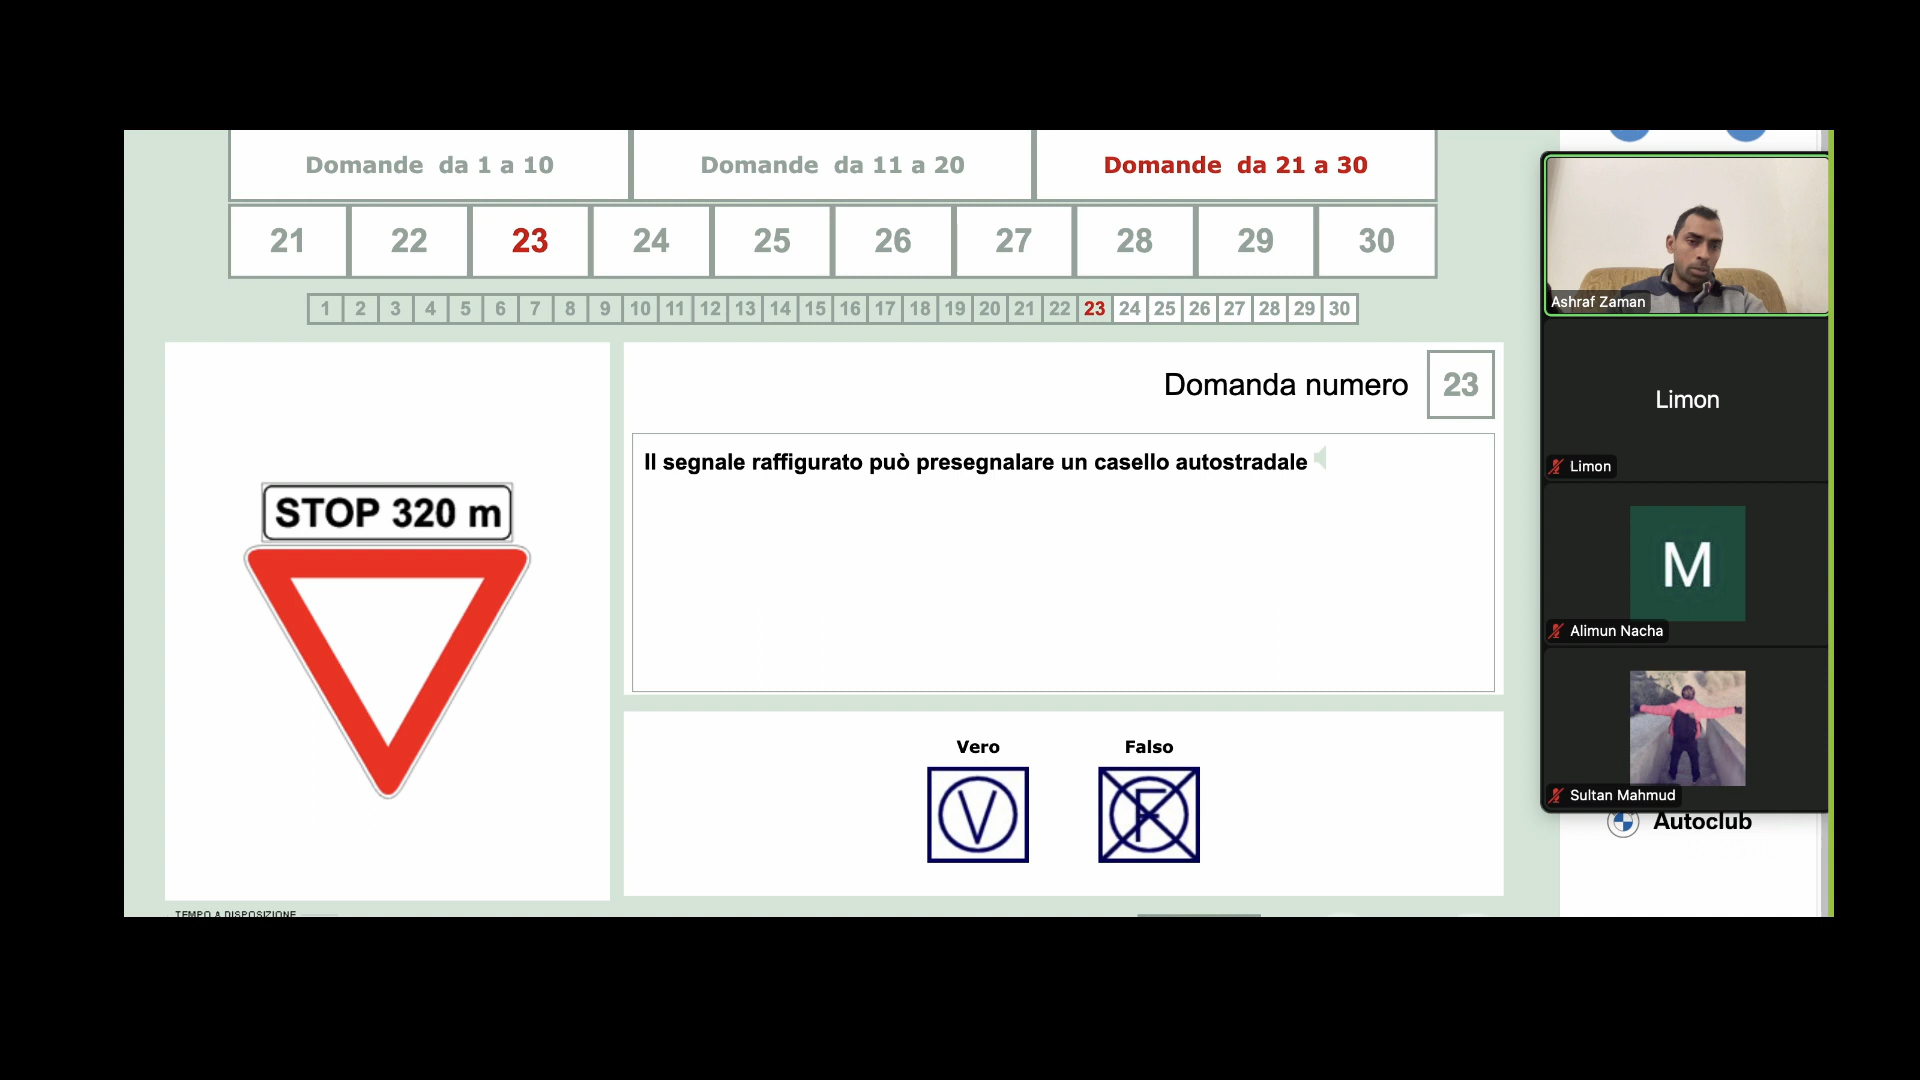 Domande da 1 a 10
Domande da 11 a 20
Domande da 21 a 30
21 22 23 24 25 26 27 28 29 30
1 2 3 4 5 6 7 8 9 10 11 12 13 14 15 16 17 18 19 20 21 22 23 24 25 26 27 28 29 30
Domanda numero 23
Il segnale raffigurato può presegnalare un casello autostradale
STOP 320 m
Vero
Falso
V
F
TEMPO A DISPOSIZIONE
Ashraf Zaman
Limon
Limon
M
Alimun Nacha
Sultan Mahmud
Autoclub